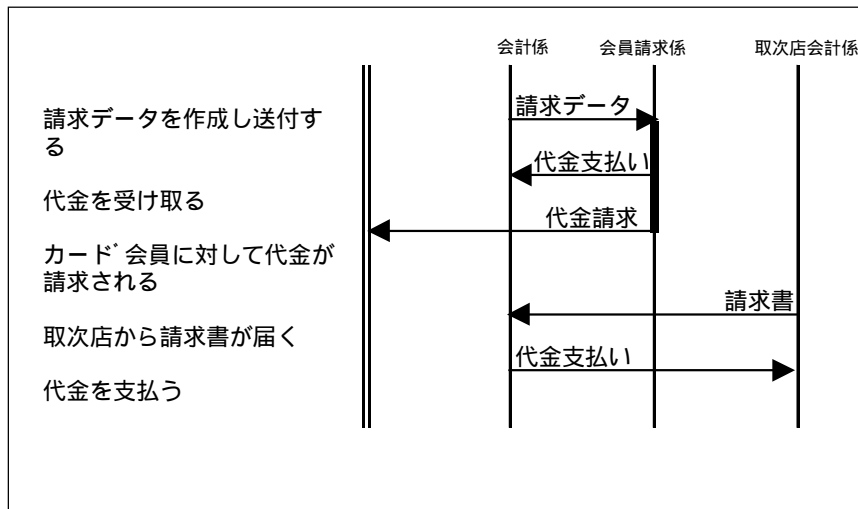 会計係 会員請求係 取次店会計係
請求データを作成し送付す
る
請求データ
代金支払い
代金を受け取る
代金請求
カード゛会員に対して代金が
請求される
請求書
取次店から請求書が届く
代金支払い
代金を支払う